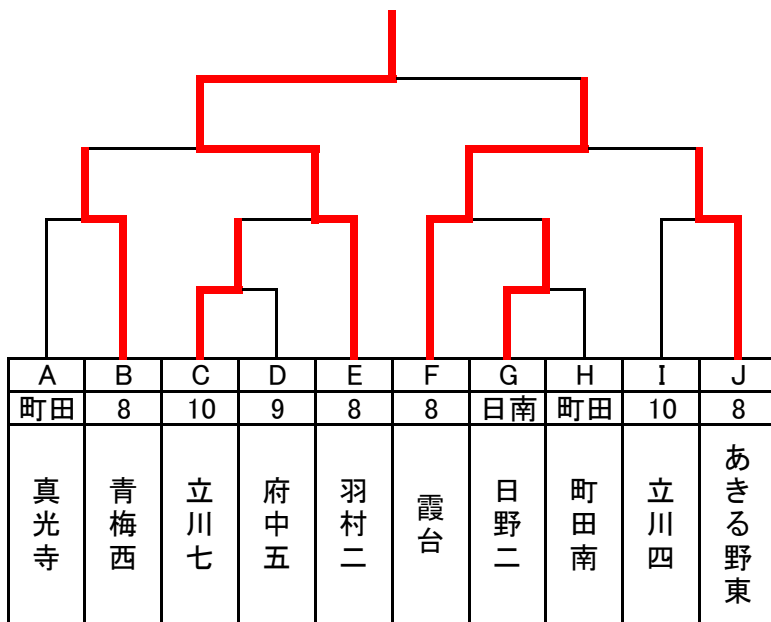 A B C D E F G H I J
町田 8 10 9 8 8 日南 町田 10 8
真光寺 青梅西 立川七 府中五 羽村二 霞台 日野二 町田南 立川四 あきる野東